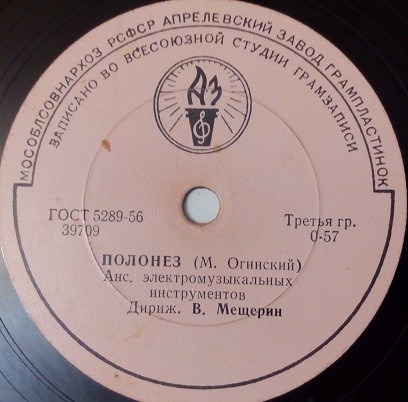 МОСОБЛСОВНАРХОЗ РСФСР АПРЕЛЕВСКИЙ ЗАВОД ГРАМПЛАСТИНОК
ЗАПИСАНО ВО ВСЕСОЮЗНОЙ СТУДИИ ГРАМЗАПИСИ
АЗ
ГОСТ 5289-56
39709
Третья гр.
0-57
ПОЛОНЕЗ (М. Огинский)
Анс. электромузыкальных
инструментов
Дириж. В. Мещерин